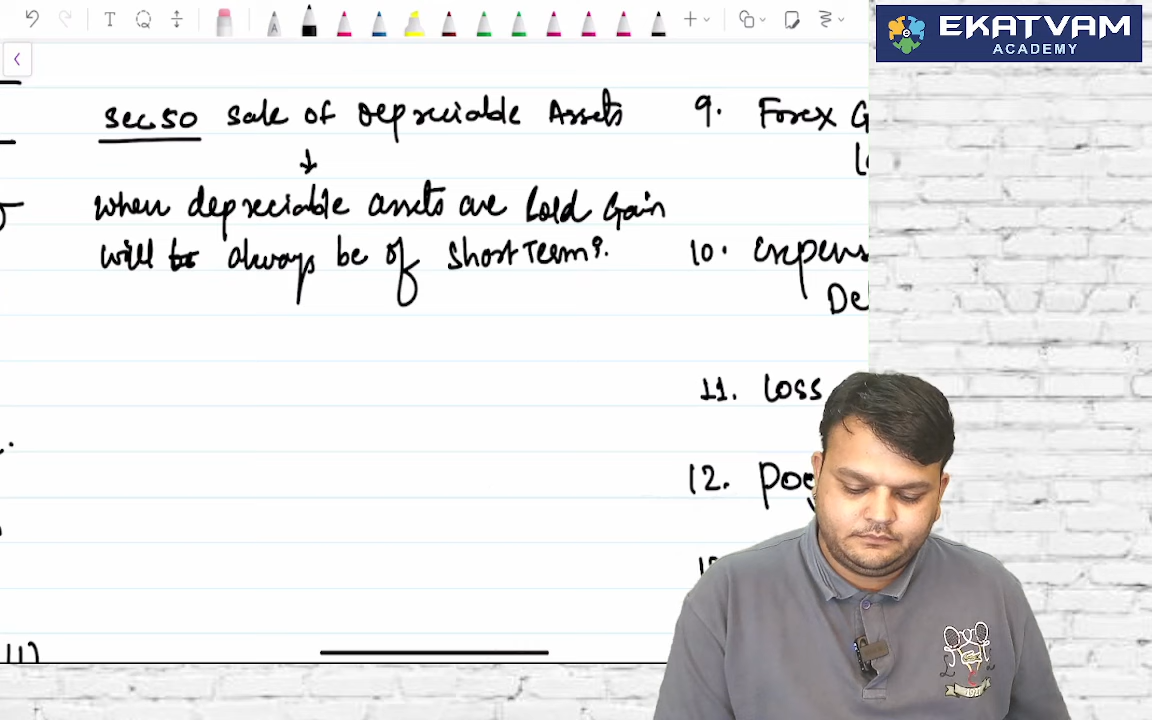 EKATVAM
ACADEMY
Sec 50 Sale of Depreciable Assets
When depreciable assets are Sold Gain
will be always be of Short Term.
9. Forex G
10. Expens
De
11. Loss
12.